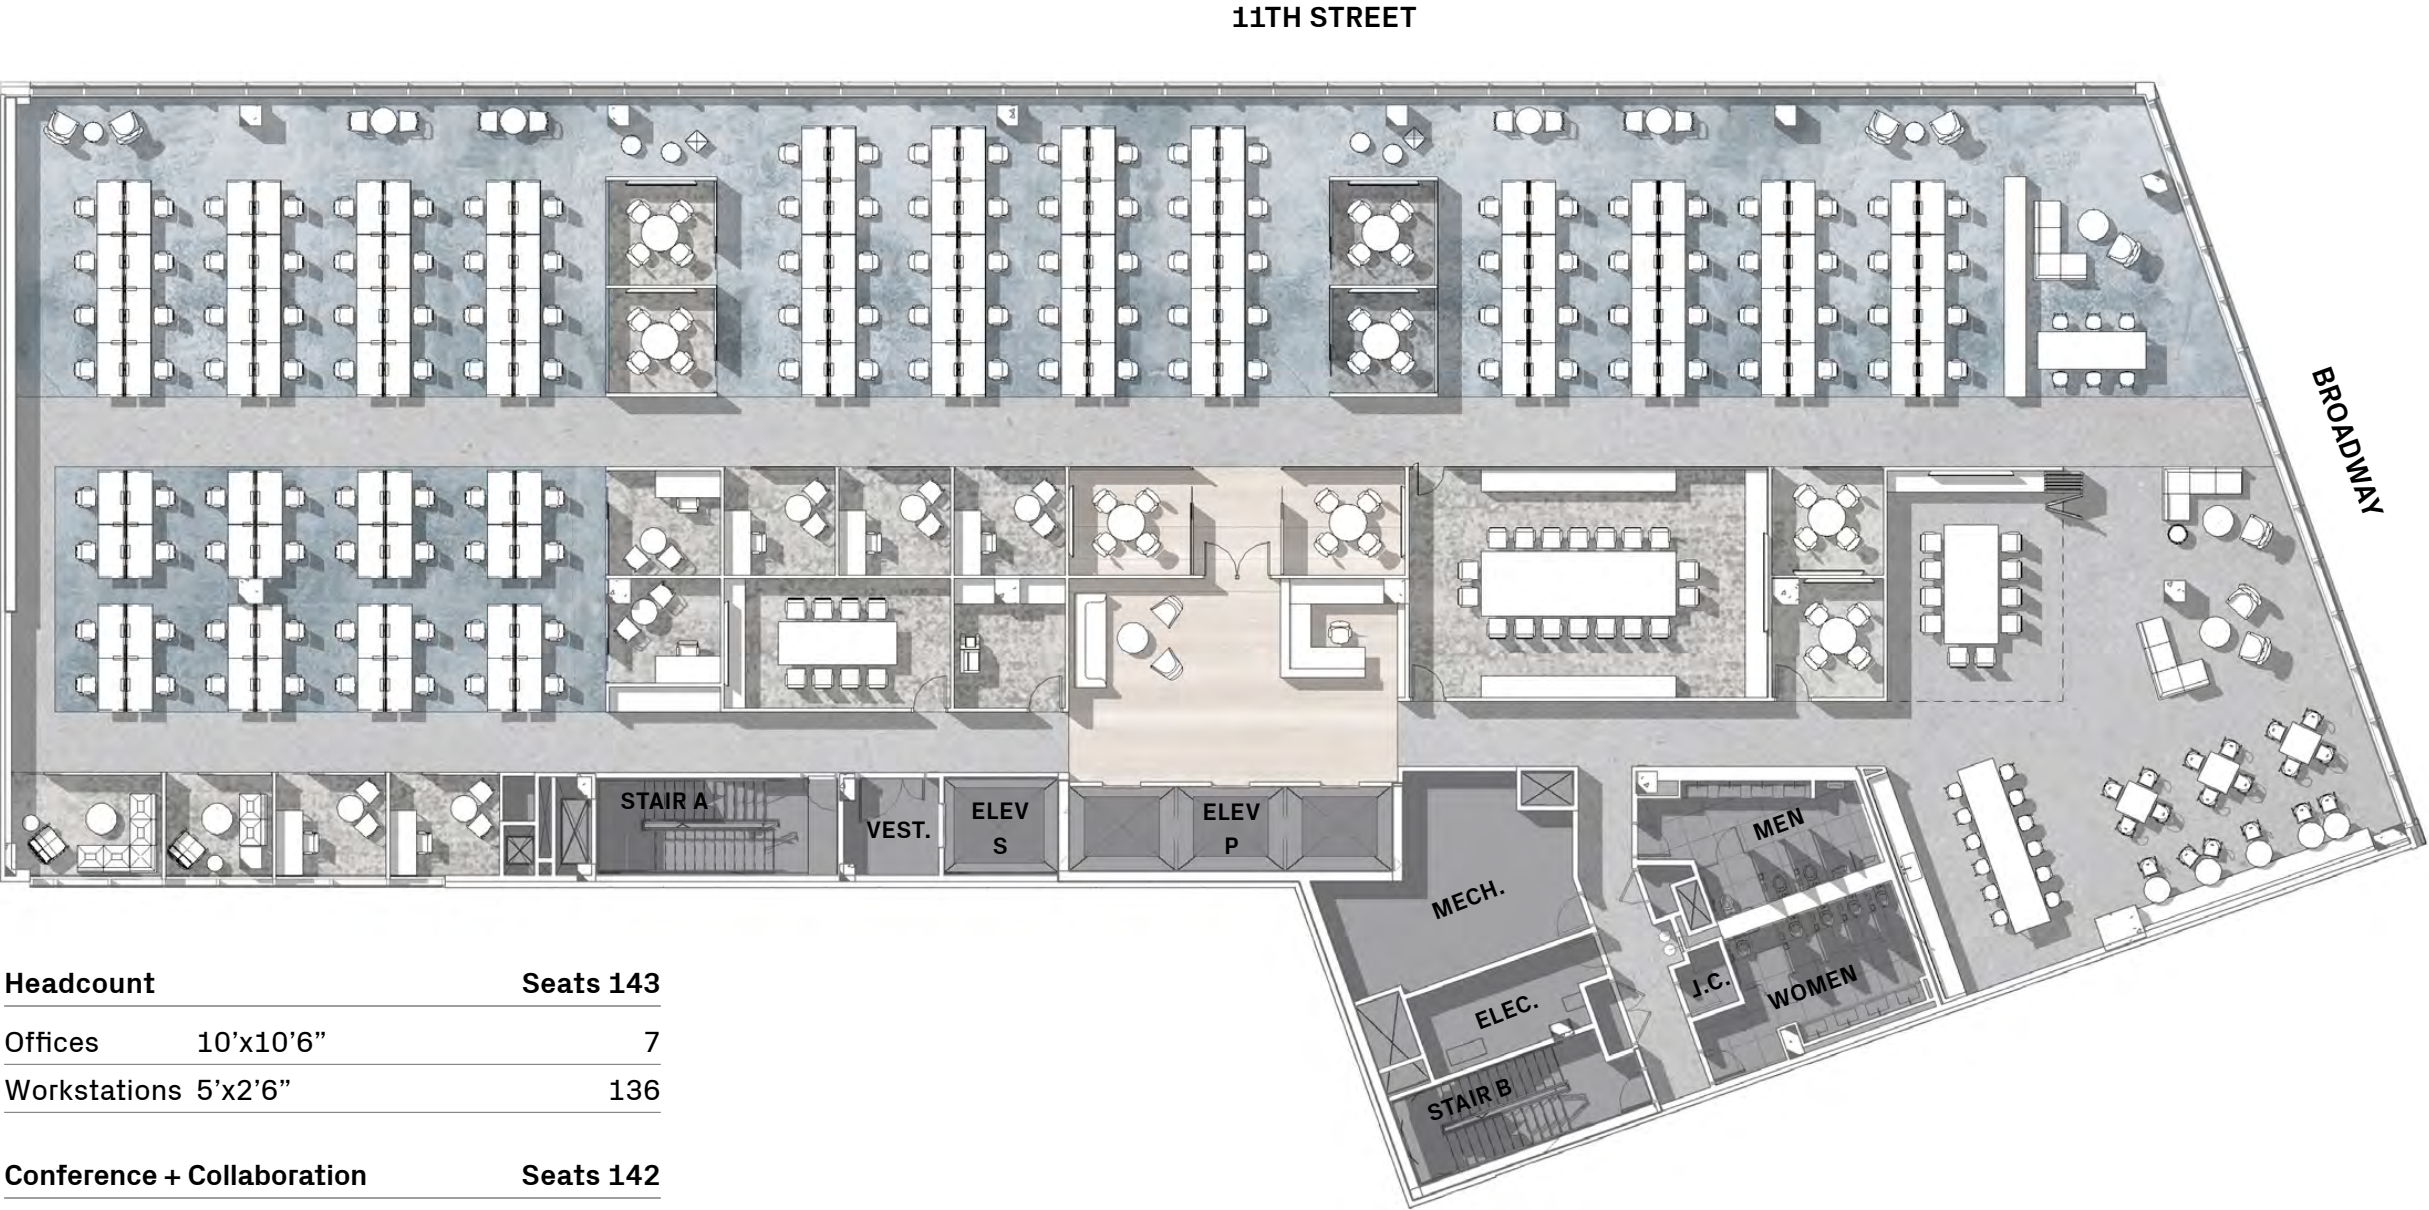 11TH STREET
BROADWAY
STAIR A
VEST.
ELEV
S
ELEV
P
MEN
MECH.
J.C.
WOMEN
ELEC.
STAIR B
Headcount Seats 143
Offices 10’x10’6” 7
Workstations 5’x2’6” 136
Conference + Collaboration Seats 142